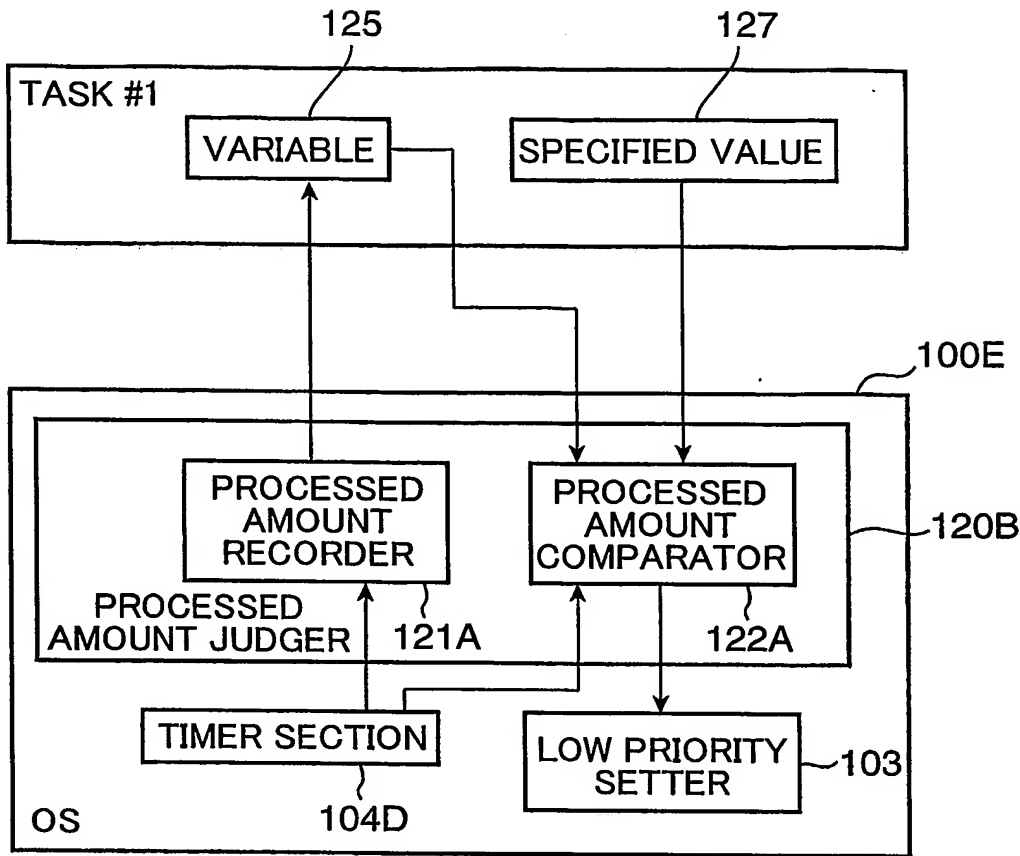 125
127
TASK #1
VARIABLE
SPECIFIED VALUE
100E
PROCESSED
AMOUNT
RECORDER
PROCESSED
AMOUNT
COMPARATOR
120B
PROCESSED
AMOUNT JUDGER
121A
122A
TIMER SECTION
LOW PRIORITY
SETTER
103
104D
OS